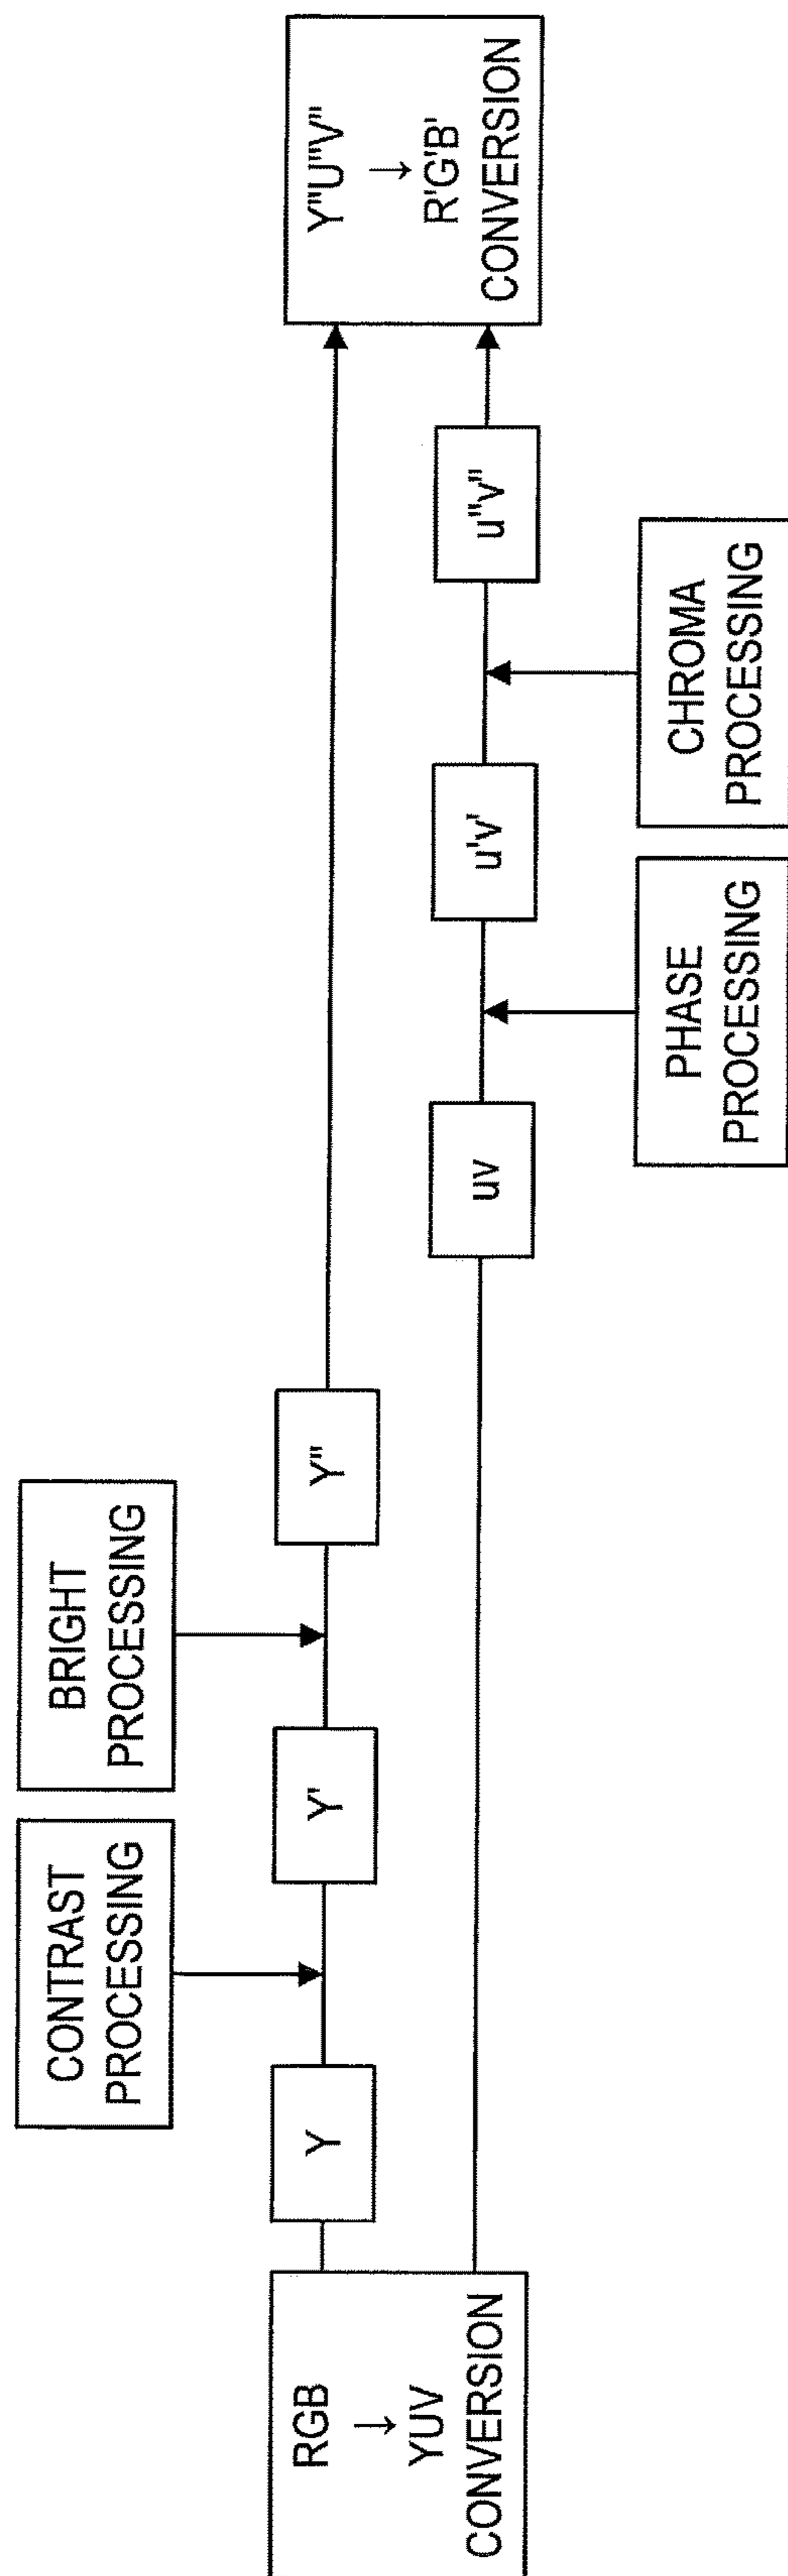 RGB
↓
YUV
CONVERSION
CONTRAST
PROCESSING
BRIGHT
PROCESSING
Y
Y'
Y"
uv
u'v'
u"v"
PHASE
PROCESSING
CHROMA
PROCESSING
Y"U"V"
↓
R'G'B'
CONVERSION